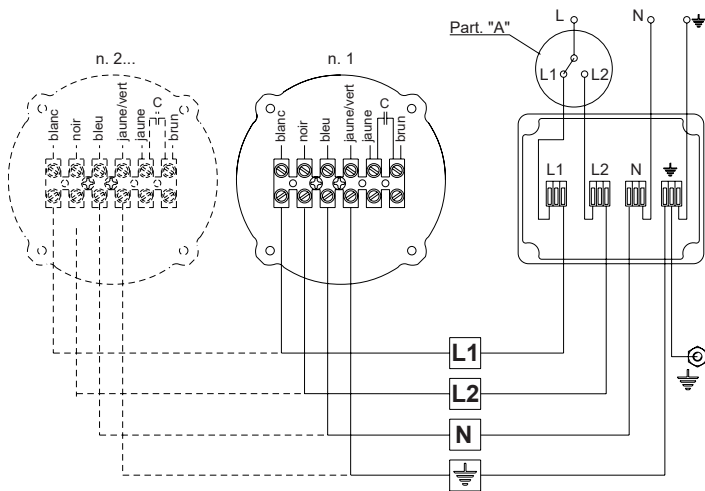 L N
Part. "A"
L1 L2
n. 2...
blanc noir bleu jaune/vert jaune C brun
n. 1
blanc noir bleu jaune/vert jaune C brun
L1 L2 N
L1
L2
N